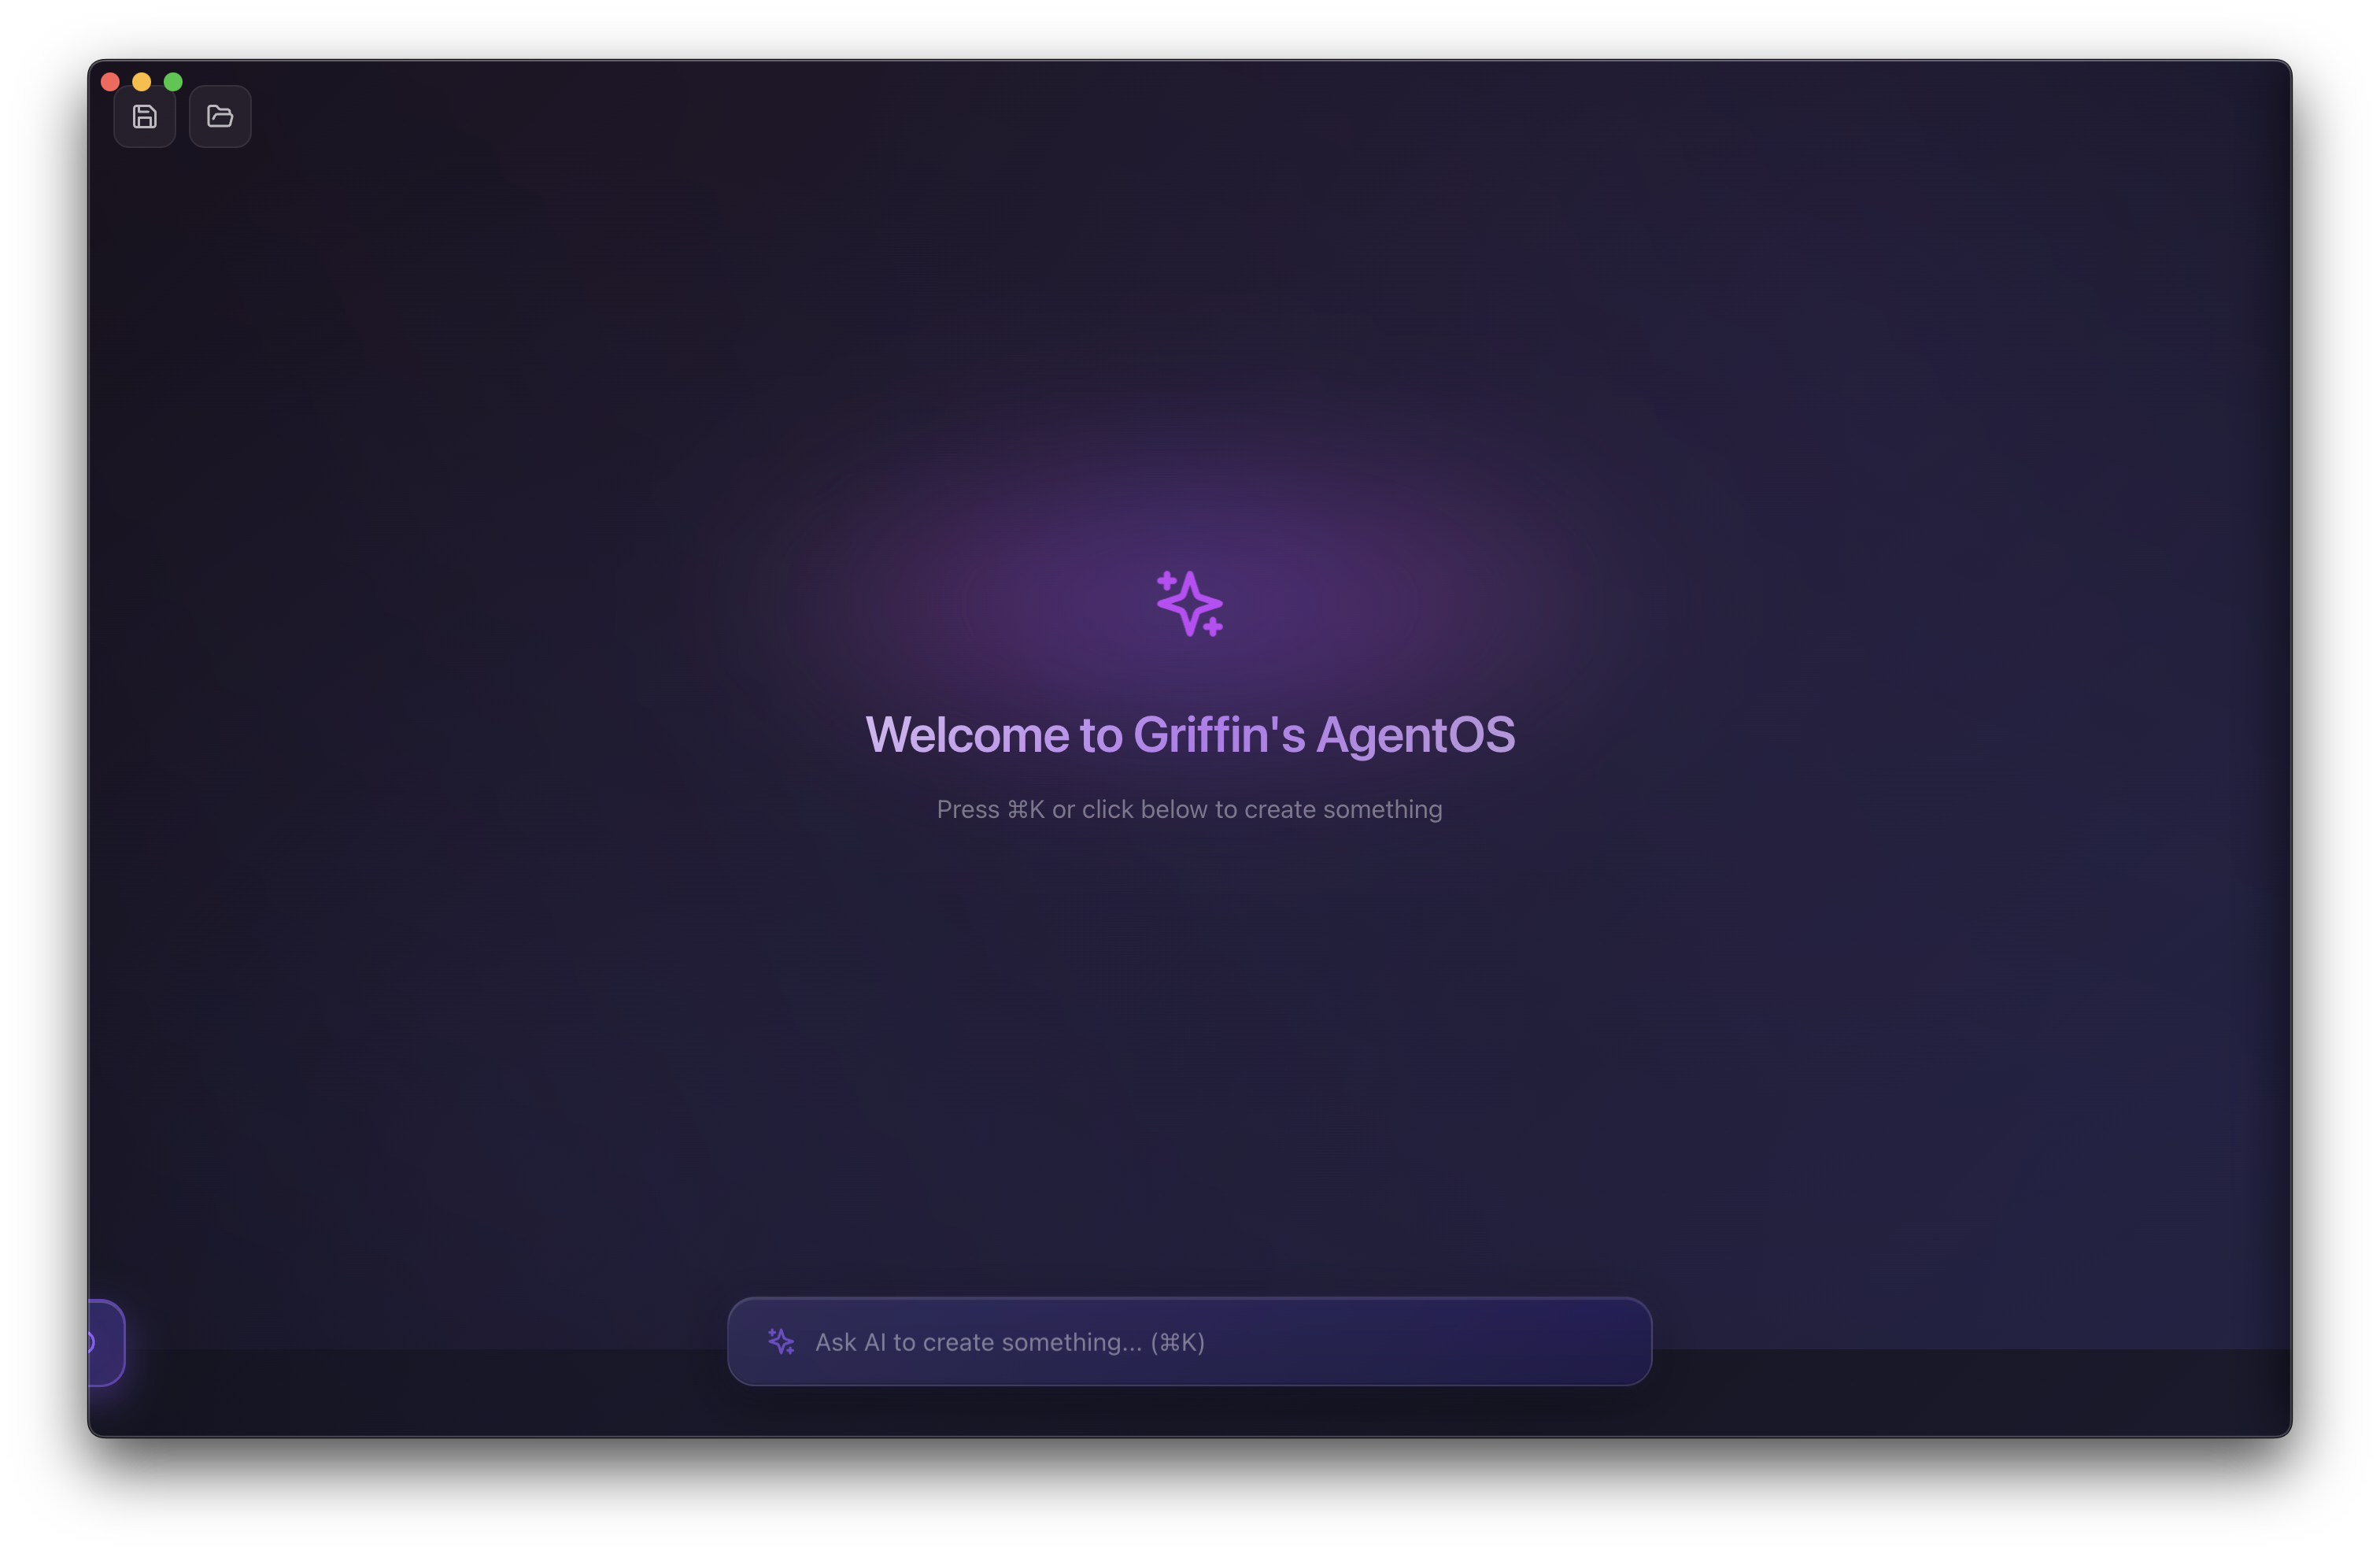 Welcome to Griffin's AgentOS
Press ⌘K or click below to create something
Ask AI to create something... (⌘K)